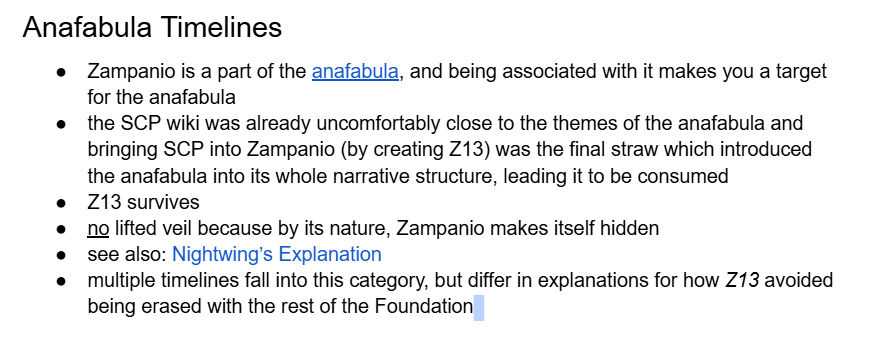 Anafabula Timelines
● Zampanio is a part of the anafabula, and being associated with it makes you a target
for the anafabula
● the SCP wiki was already uncomfortably close to the themes of the anafabula and
bringing SCP into Zampanio (by creating Z13) was the final straw which introduced
the anafabula into its whole narrative structure, leading it to be consumed
● Z13 survives
● no lifted veil because by its nature, Zampanio makes itself hidden
● see also: Nightwing's Explanation
● multiple timelines fall into this category, but differ in explanations for how Z13 avoided
being erased with the rest of the Foundation